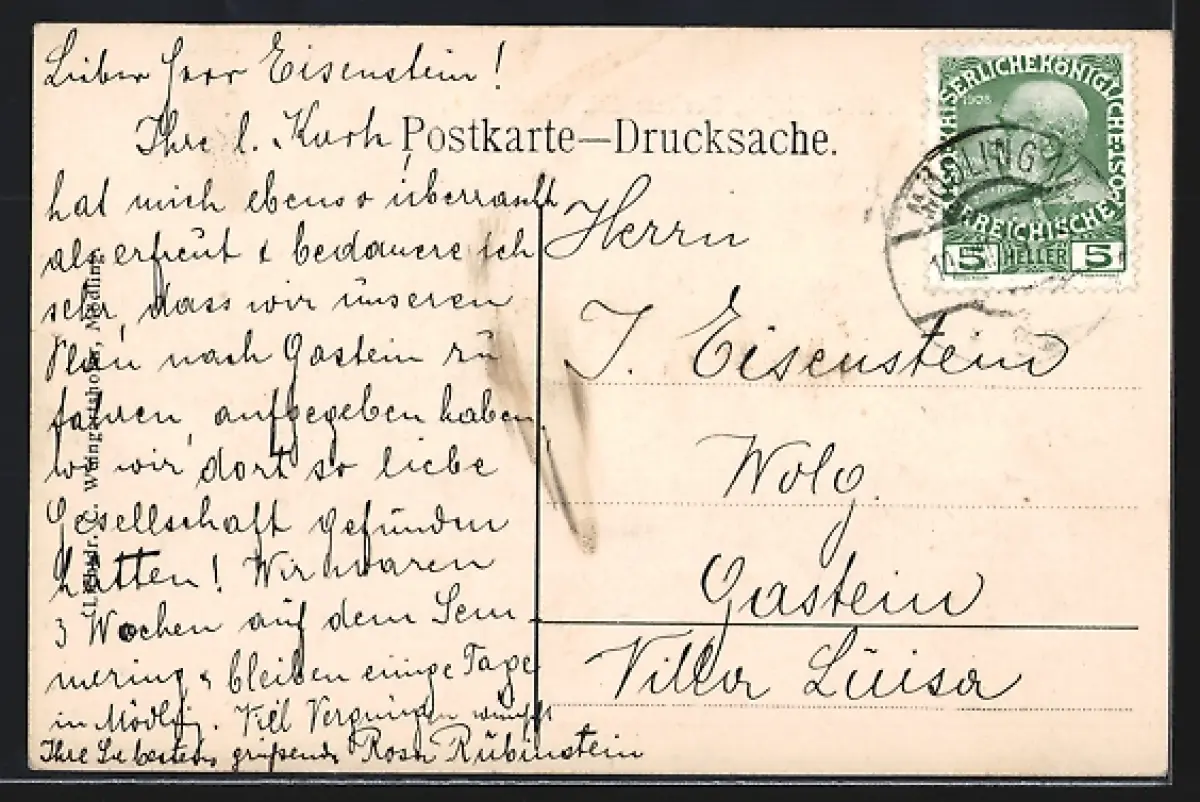 Lieber Herr Eisenstein!
Ihre l. Karte
hat mich ebenso überrascht
als erfreut & bedauere ich
sehr, dass wir unseren
Plan nach Gastein zu
fahren, aufgegeben haben,
wo wir dort so liebe
Gesellschaft gefunden
hätten! Wir waren
3 Wochen auf dem Sem-
mering & bleiben einige Tage
in Mödling. Viel Vergnügen wünscht
Ihre Sie bestens grüßende Rosa Rubinstein
Postkarte—Drucksache.
Herrn
J. Eisenstein
Gastein
Villa Luisa
KAISERLICHE KÖNIGLICHE
ÖSTERREICHISCHE
1908
5 HELLER 5
MÖDLING
Weingartshofer, Mödling.